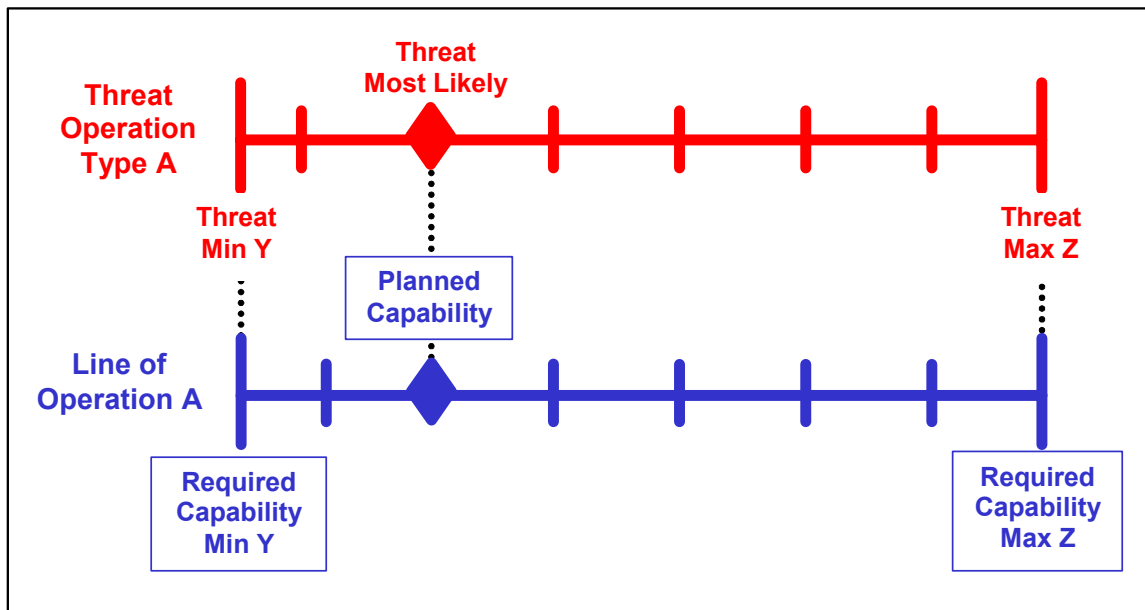 Threat
Most Likely
Threat
Operation
Type A
Threat
Min Y
Threat
Max Z
Planned
Capability
Line of
Operation A
Required
Capability
Min Y
Required
Capability
Max Z